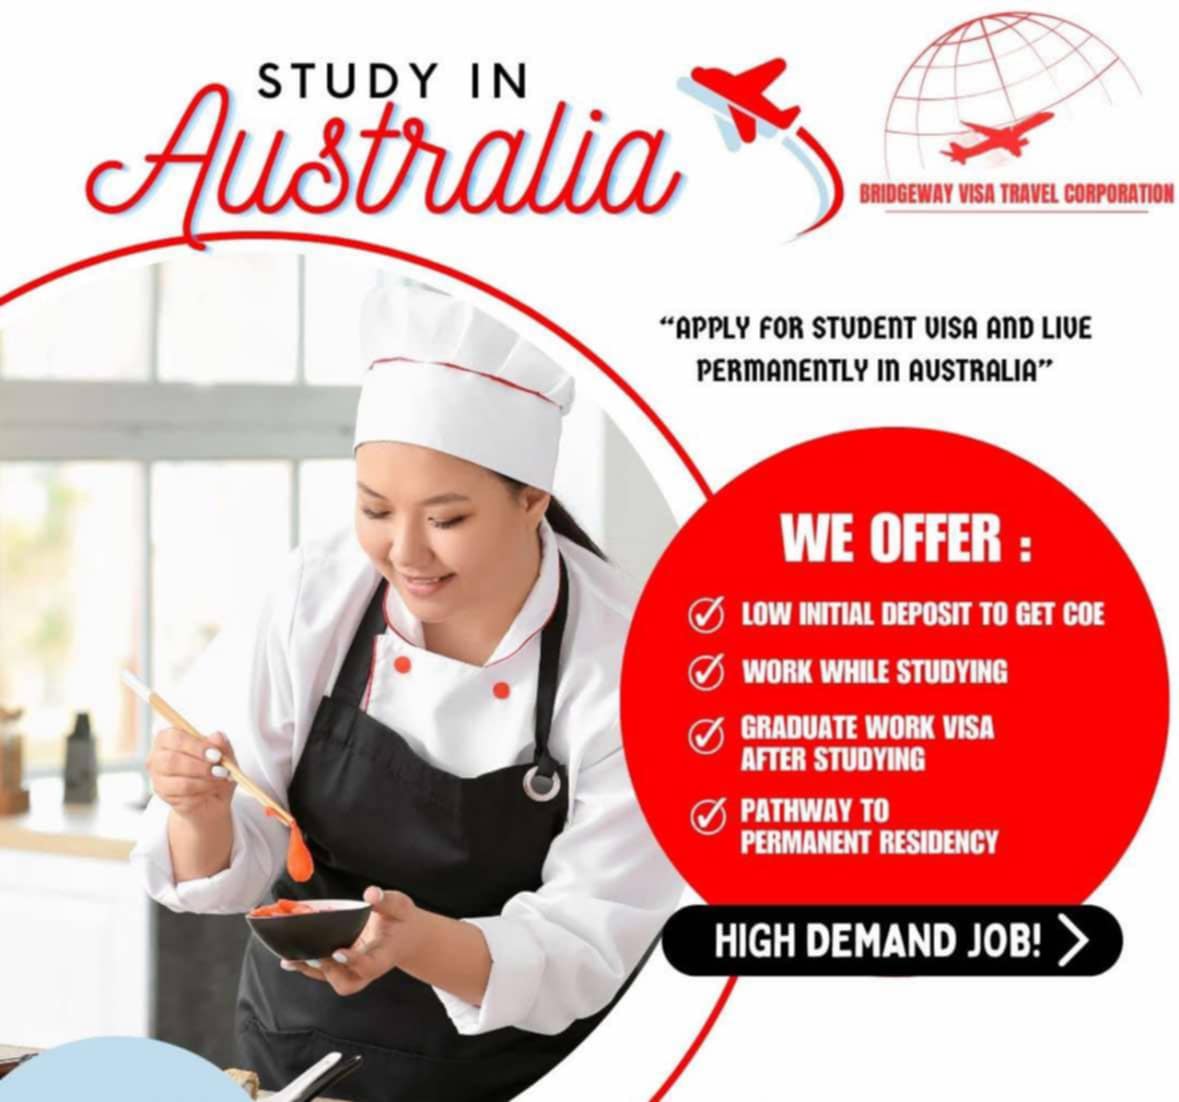 STUDY IN
Australia
BRIDGEWAY VISA TRAVEL CORPORATION
“APPLY FOR STUDENT VISA AND LIVE
PERMANENTLY IN AUSTRALIA”
WE OFFER :
LOW INITIAL DEPOSIT TO GET COE
WORK WHILE STUDYING
GRADUATE WORK VISA
AFTER STUDYING
PATHWAY TO
PERMANENT RESIDENCY
HIGH DEMAND JOB!